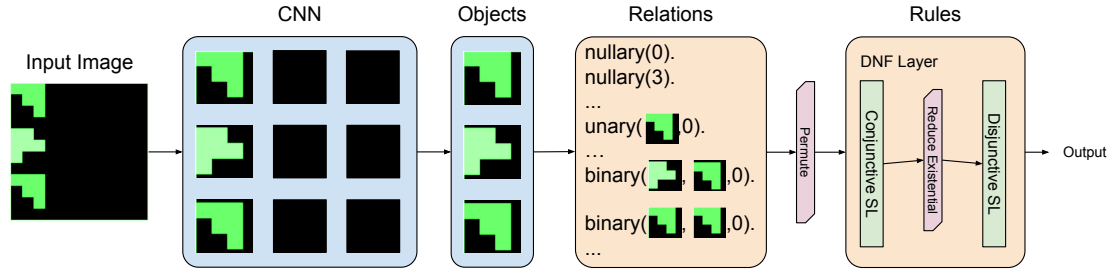 CNN
Objects
Relations
Rules
Input Image
nullary(0).
nullary(3).
...
unary( ,0).
...
binary( , ,0).
binary( , ,0).
...
Permute
DNF Layer
Conjunctive SL
Reduce Existential
Disjunctive SL
Output